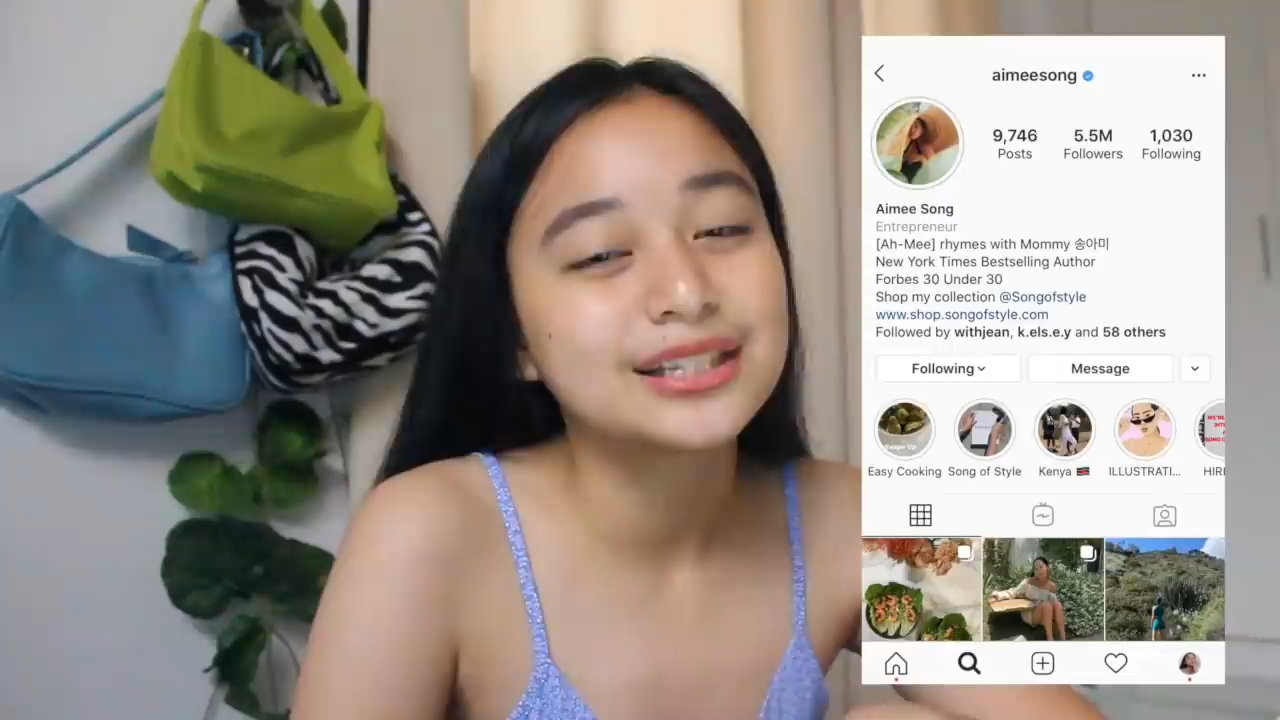 aimeesong
9,746 5.5M 1,030
Posts Followers Following
Aimee Song
Entrepreneur
[Ah-Mee] rhymes with Mommy 송아미
New York Times Bestselling Author
Forbes 30 Under 30
Shop my collection @Songofstyle
www.shop.songofstyle.com
Followed by withjean, k.els.e.y and 58 others
Following Message
Easy Cooking Song of Style Kenya ILLUSTRATI... HIRI